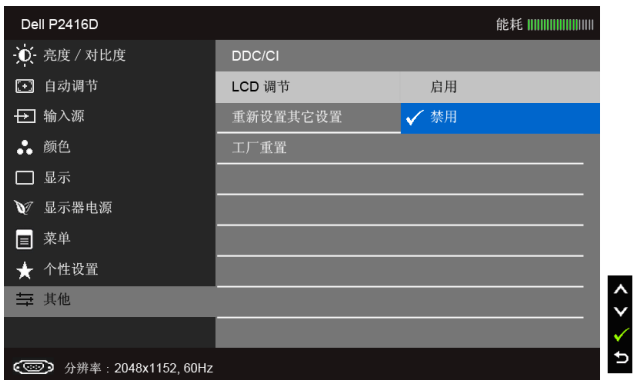 Dell P2416D 能耗
亮度 / 对比度 DDC/CI
自动调节 LCD 调节 启用
输入源 重新设置其它设置 禁用
颜色 工厂重置
显示
显示器电源
菜单
个性设置
其他
分辨率 : 2048x1152, 60Hz